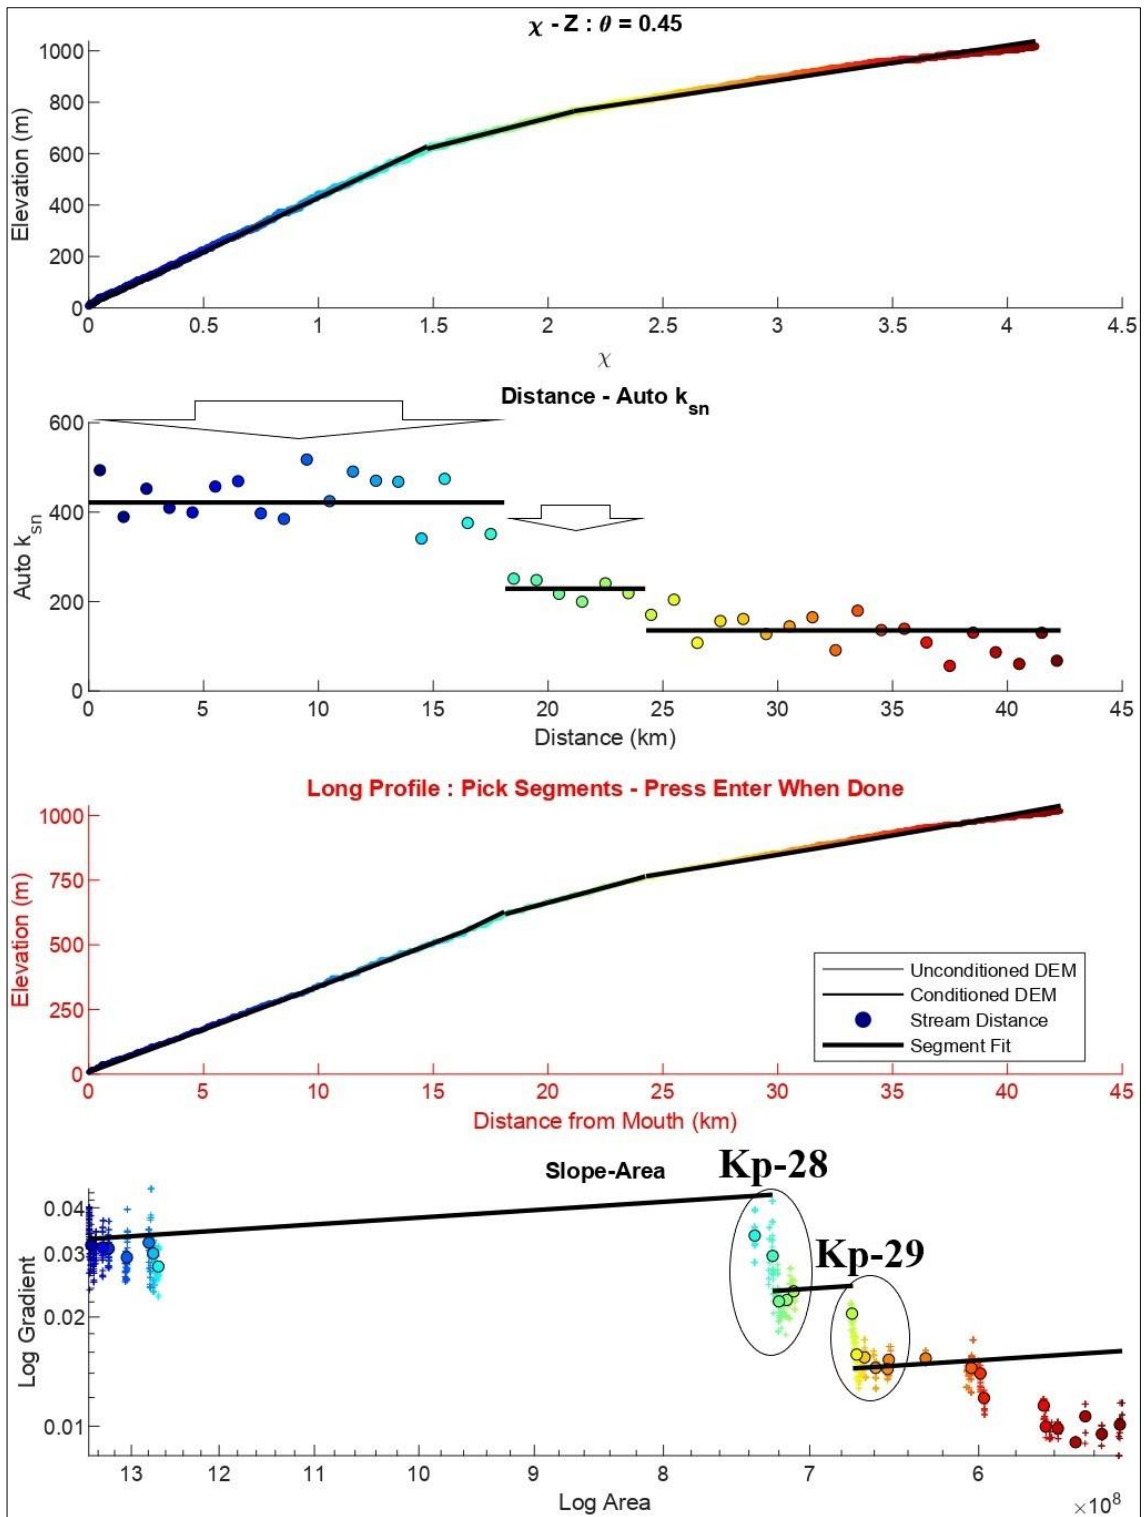 χ - Z : θ = 0.45
Elevation (m)
1000
800
600
400
200
0
0 0.5 1 1.5 2 2.5 3 3.5 4 4.5
χ
Distance - Auto ksn
Auto ksn
600
400
200
0
0 5 10 15 20 25 30 35 40 45
Distance (km)
Long Profile : Pick Segments - Press Enter When Done
Elevation (m)
1000
750
500
250
0
Unconditioned DEM
Conditioned DEM
Stream Distance
Segment Fit
0 5 10 15 20 25 30 35 40 45
Distance from Mouth (km)
Slope-Area
Kp-28
Kp-29
Log Gradient
0.04
0.03
0.02
0.01
13 12 11 10 9 8 7 6
Log Area
×10⁸